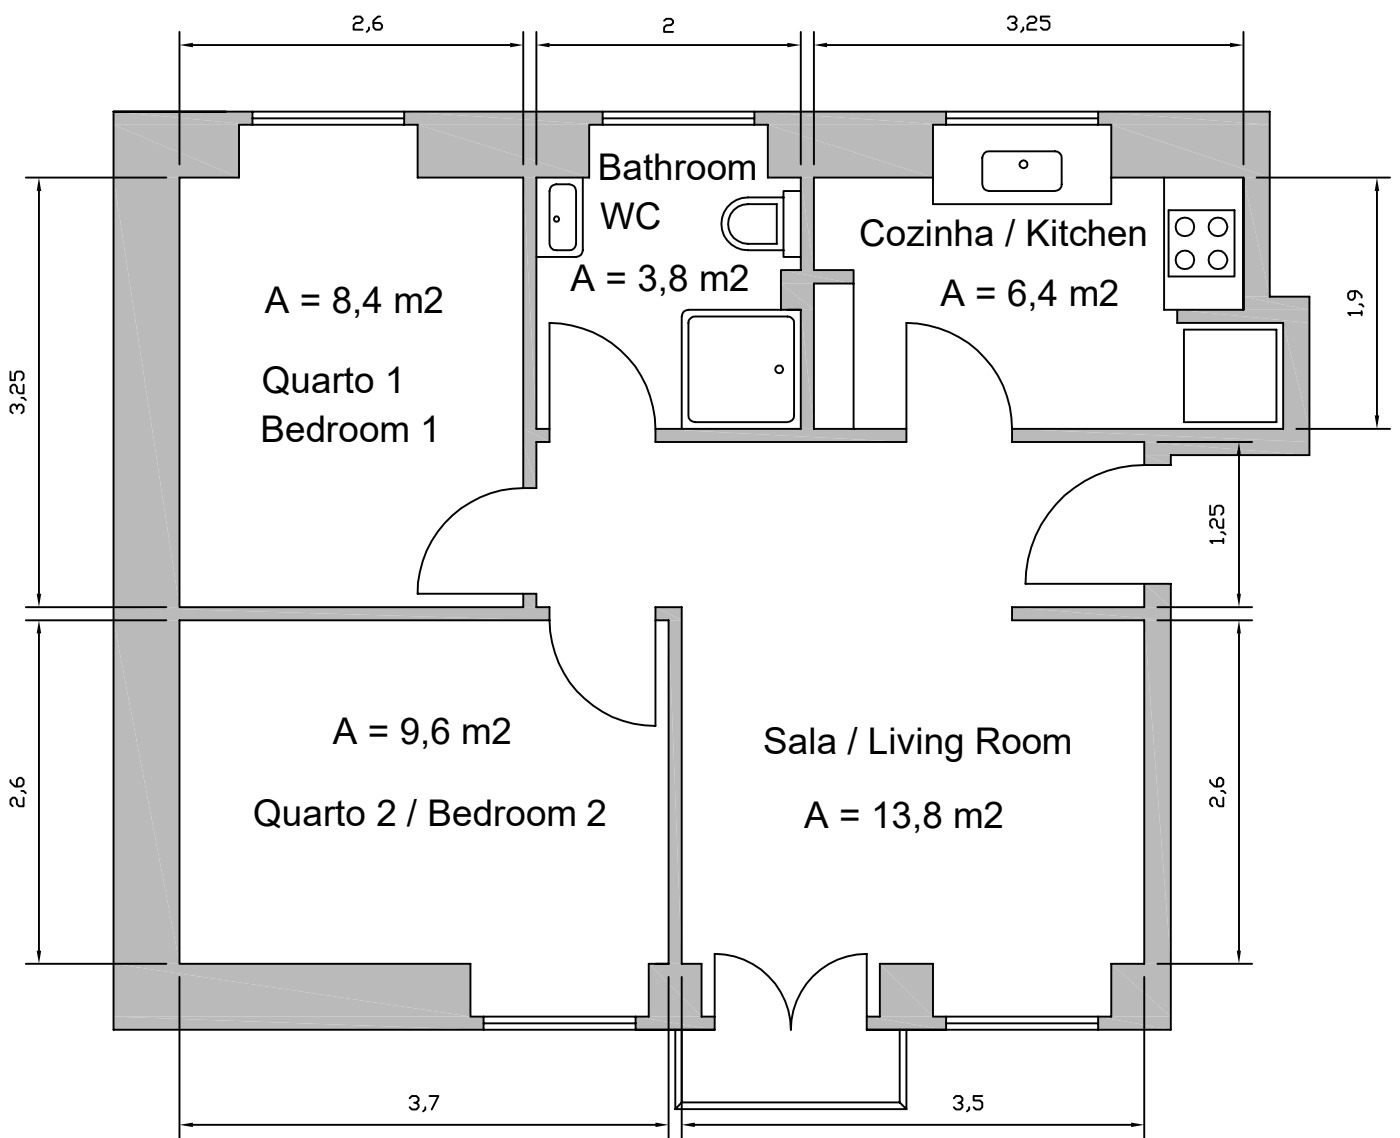 2,6
2
3,25
Bathroom
WC
A = 3,8 m2
Cozinha / Kitchen
A = 6,4 m2
A = 8,4 m2
Quarto 1
Bedroom 1
3,25
1,9
1,25
A = 9,6 m2
Quarto 2 / Bedroom 2
Sala / Living Room
A = 13,8 m2
2,6
2,6
3,7
3,5